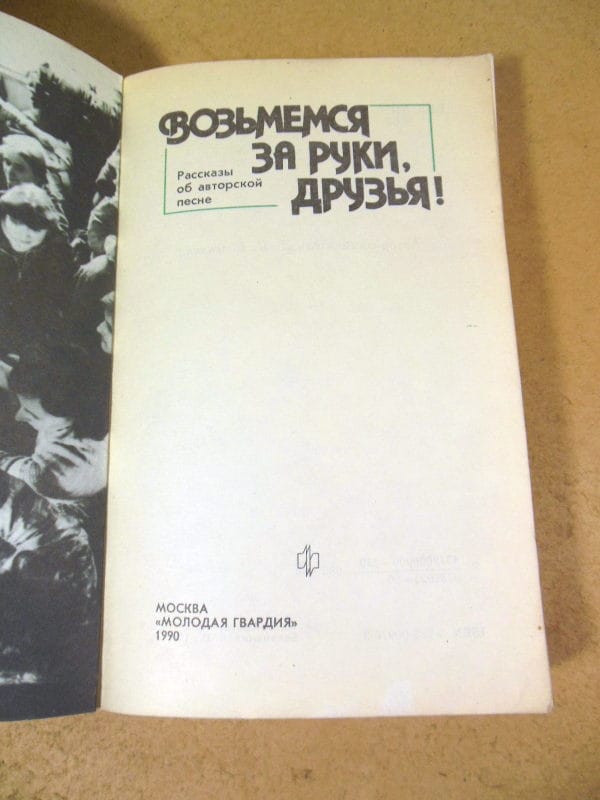 ВОЗЬМЕМСЯ
ЗА РУКИ,
ДРУЗЬЯ!
Рассказы
об авторской
песне
МОСКВА
«МОЛОДАЯ ГВАРДИЯ»
1990